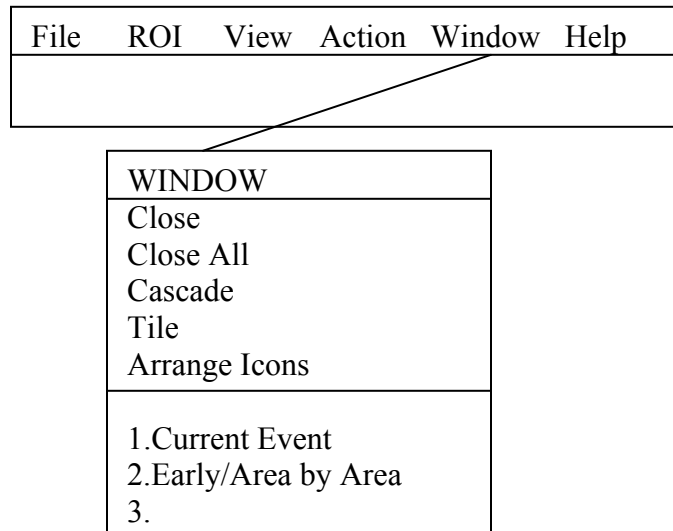 File ROI View Action Window Help
WINDOW
Close
Close All
Cascade
Tile
Arrange Icons
1.Current Event
2.Early/Area by Area
3.